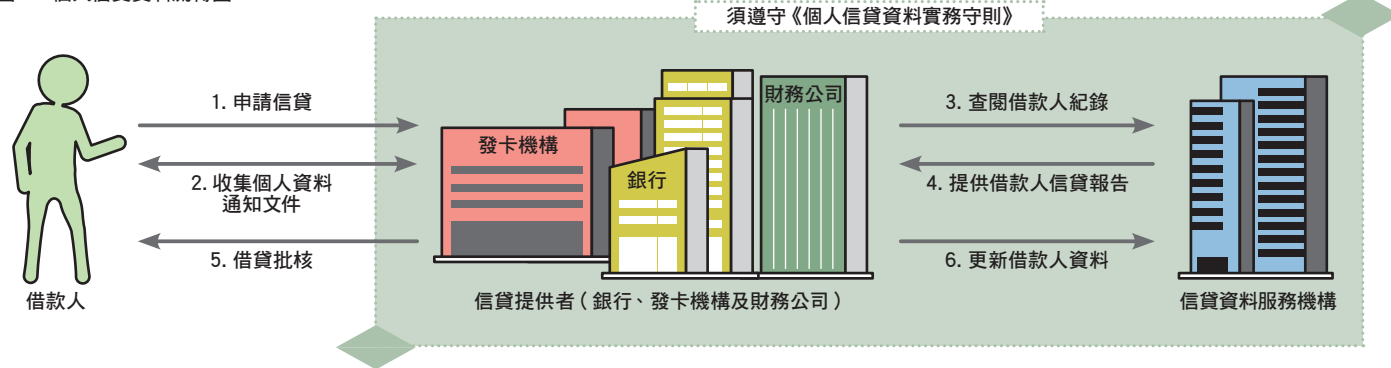 須遵守《個人信貸資料實務守則》
1. 申請信貸
2. 收集個人資料
通知文件
5. 借貸批核
借款人
發卡機構
銀行
財務公司
信貸提供者（銀行、發卡機構及財務公司）
3. 查閱借款人紀錄
4. 提供借款人信貸報告
6. 更新借款人資料
信貸資料服務機構